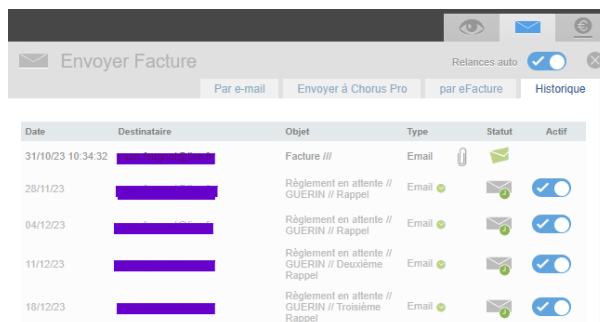 Envoyer Facture
Relances auto
Par e-mail Envoyer à Chorus Pro par eFacture Historique
Date Destinataire Objet Type Statut Actif
31/10/23 10:34:32 Facture /// Email
28/11/23 Règlement en attente // Email
GUERIN // Rappel
04/12/23 Règlement en attente // Email
GUERIN // Rappel
11/12/23 Règlement en attente // Email
GUERIN // Deuxième
Rappel
18/12/23 Règlement en attente // Email
GUERIN // Troisième
Rappel